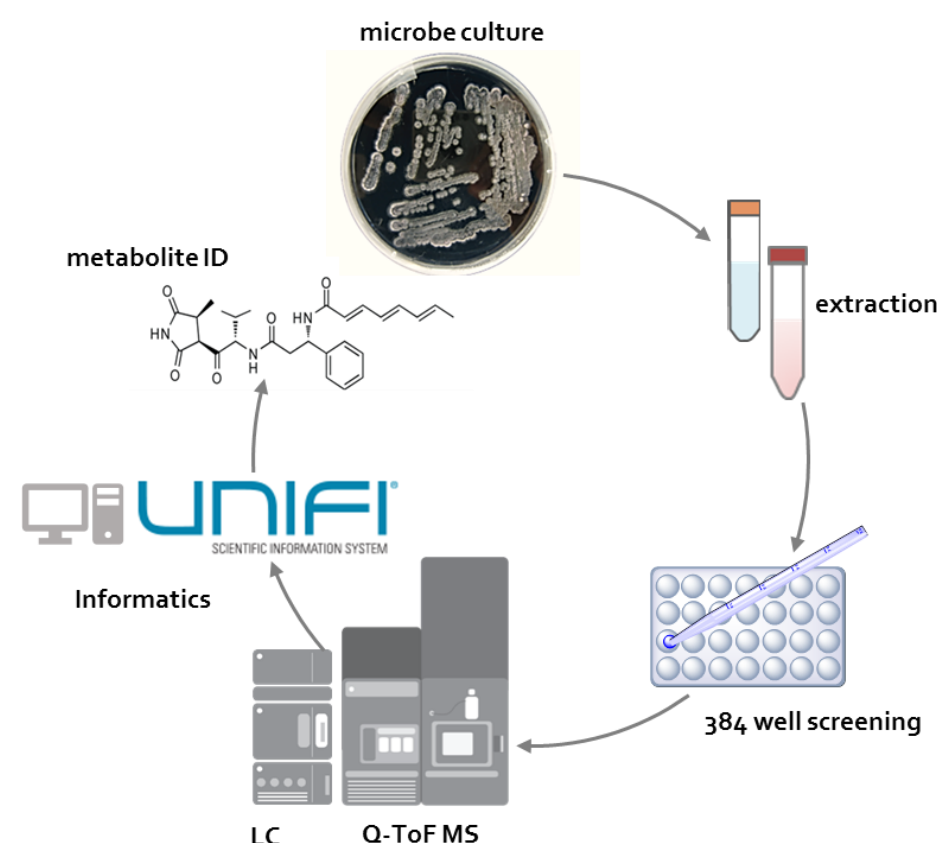 microbe culture
metabolite ID
extraction
O
O
HN
O
O
N
H
O
HN
O
UNIFI®
SCIENTIFIC INFORMATION SYSTEM
Informatics
384 well screening
LC
Q-ToF MS